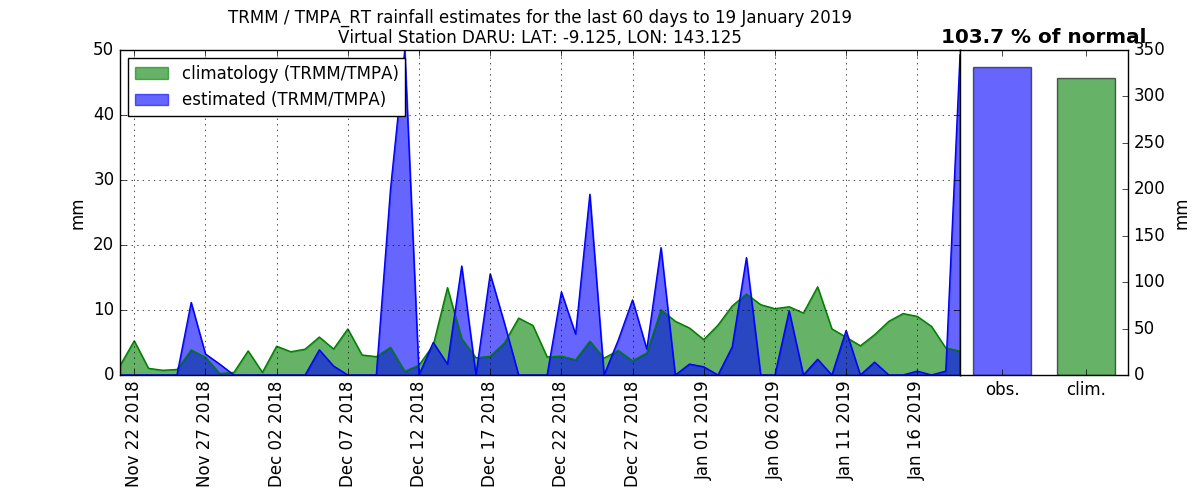 TRMM / TMPA_RT rainfall estimates for the last 60 days to 19 January 2019
Virtual Station DARU: LAT: -9.125, LON: 143.125
103.7 % of normal
climatology (TRMM/TMPA)
estimated (TRMM/TMPA)
mm
50
40
30
20
10
0
Nov 22 2018
Nov 27 2018
Dec 02 2018
Dec 07 2018
Dec 12 2018
Dec 17 2018
Dec 22 2018
Dec 27 2018
Jan 01 2019
Jan 06 2019
Jan 11 2019
Jan 16 2019
obs.
clim.
350
300
250
200
150
100
50
0
mm